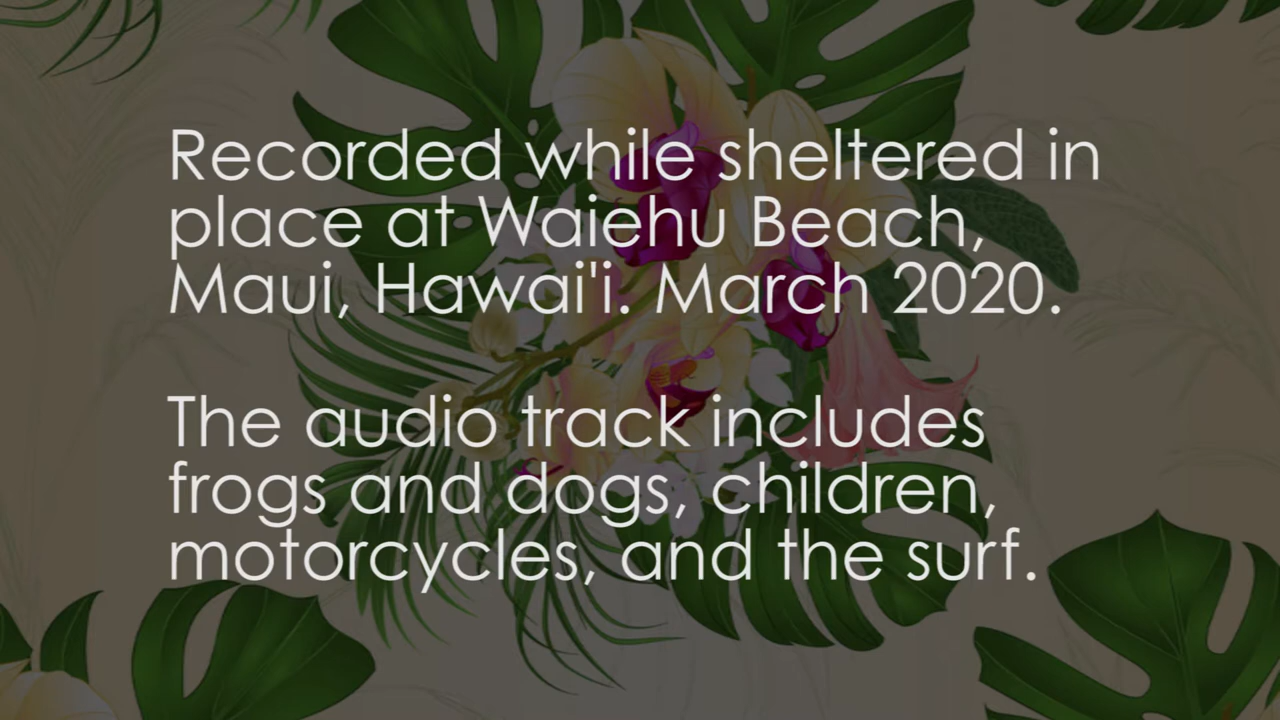 Recorded while sheltered in
place at Waiehu Beach,
Maui, Hawai'i. March 2020.
The audio track includes
frogs and dogs, children,
motorcycles, and the surf.